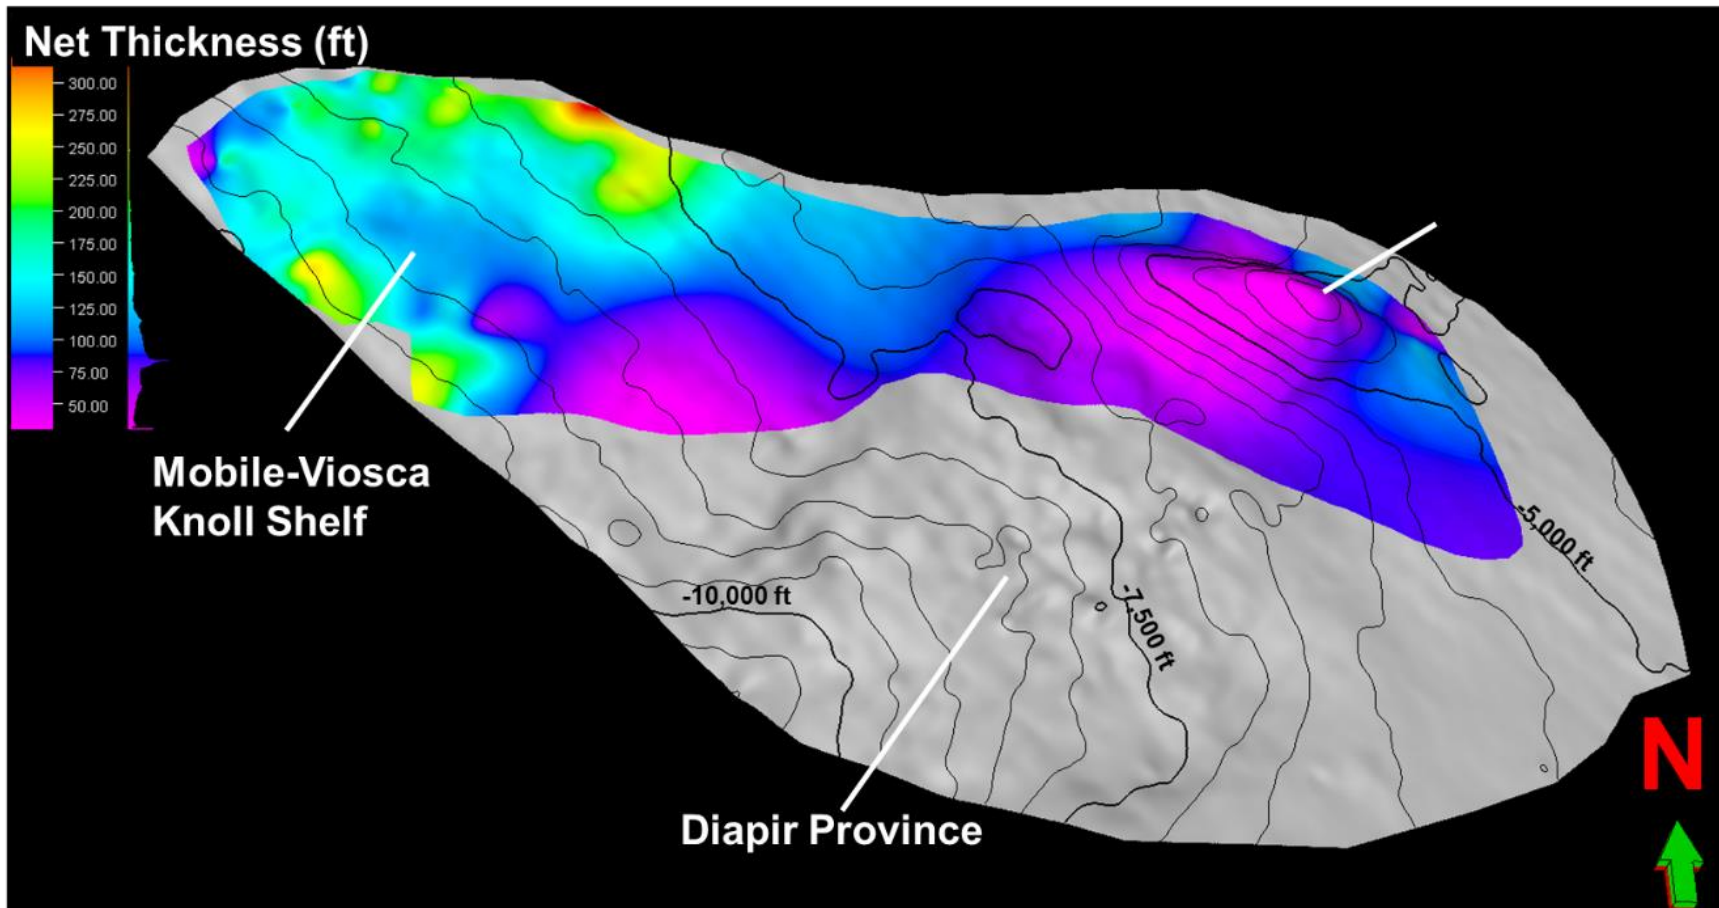 Net Thickness (ft)
300.00
275.00
250.00
225.00
200.00
175.00
150.00
125.00
100.00
75.00
50.00
Mobile-Viosca
Knoll Shelf
-5,000 ft
-10,000 ft
-7,500 ft
Diapir Province
N